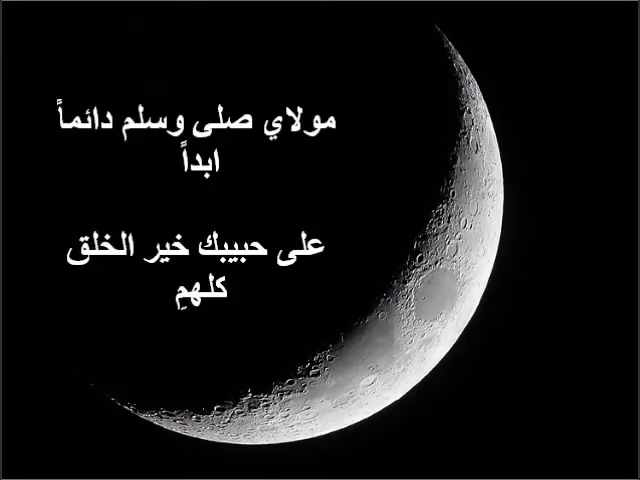 مولاي صلى وسلم دائماً
ابداً
على حبيبك خير الخلق
كلهمِ